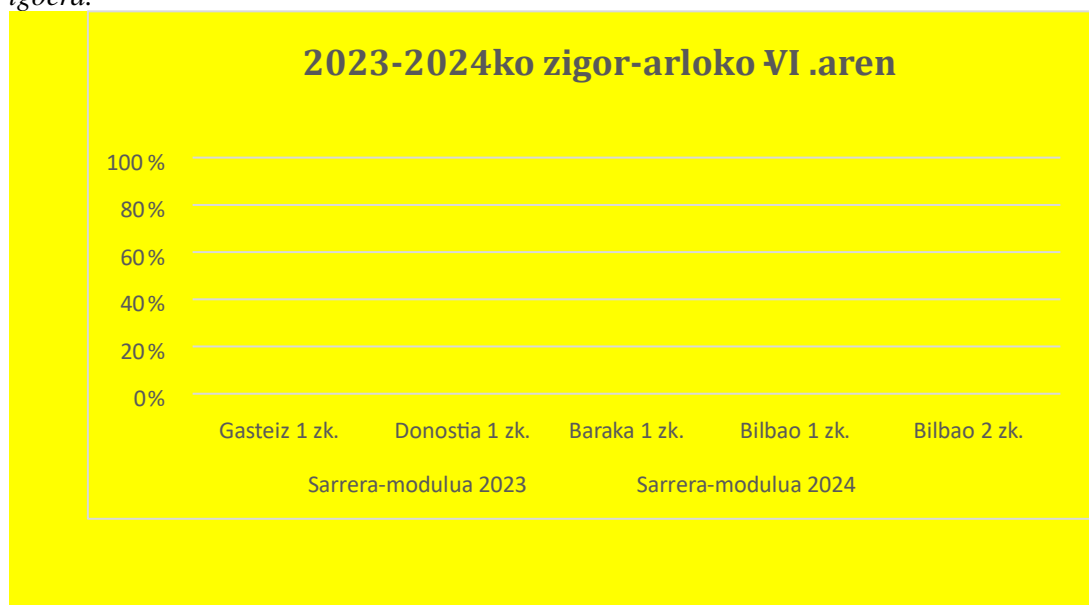 igoera.
2023-2024ko zigor-arloko -VI .aren
100 %
80 %
60 %
40 %
20 %
0 %
Gasteiz 1 zk. Donostia 1 zk. Baraka 1 zk. Bilbao 1 zk. Bilbao 2 zk.
Sarrera-modulua 2023 Sarrera-modulua 2024